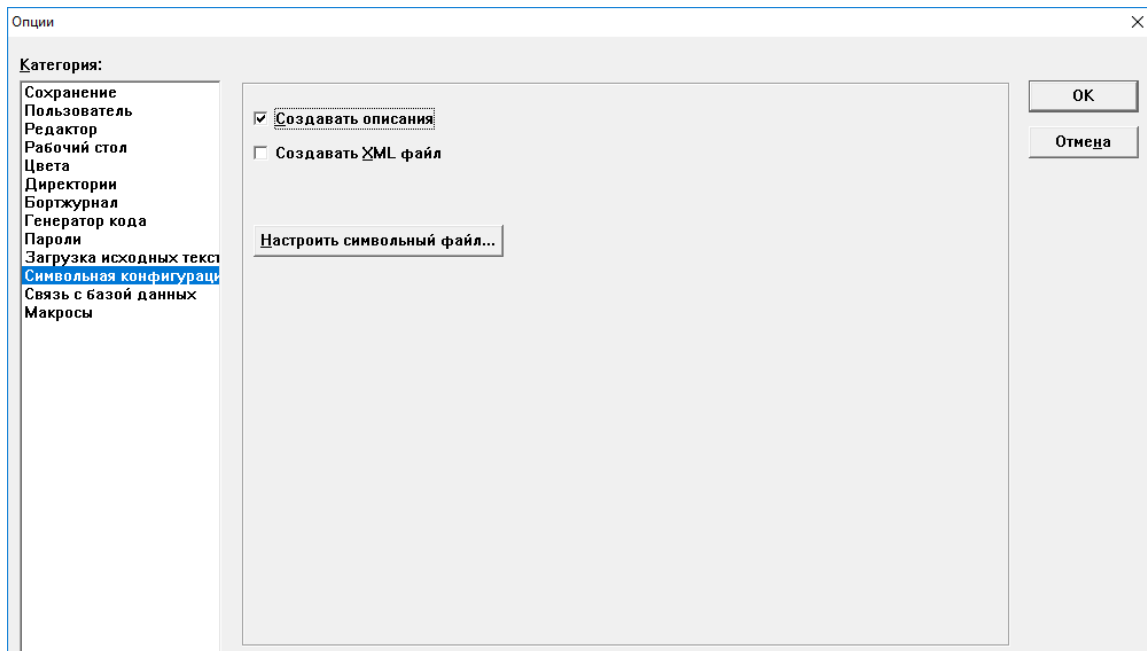 Опции
Категория:
Сохранение
Пользователь
Редактор
Рабочий стол
Цвета
Директории
Бортжурнал
Генератор кода
Пароли
Загрузка исходных текст
Символьная конфигураци
Связь с базой данных
Макросы
Создавать описания
Создавать XML файл
Настроить символьный файл...
OK
Отмена